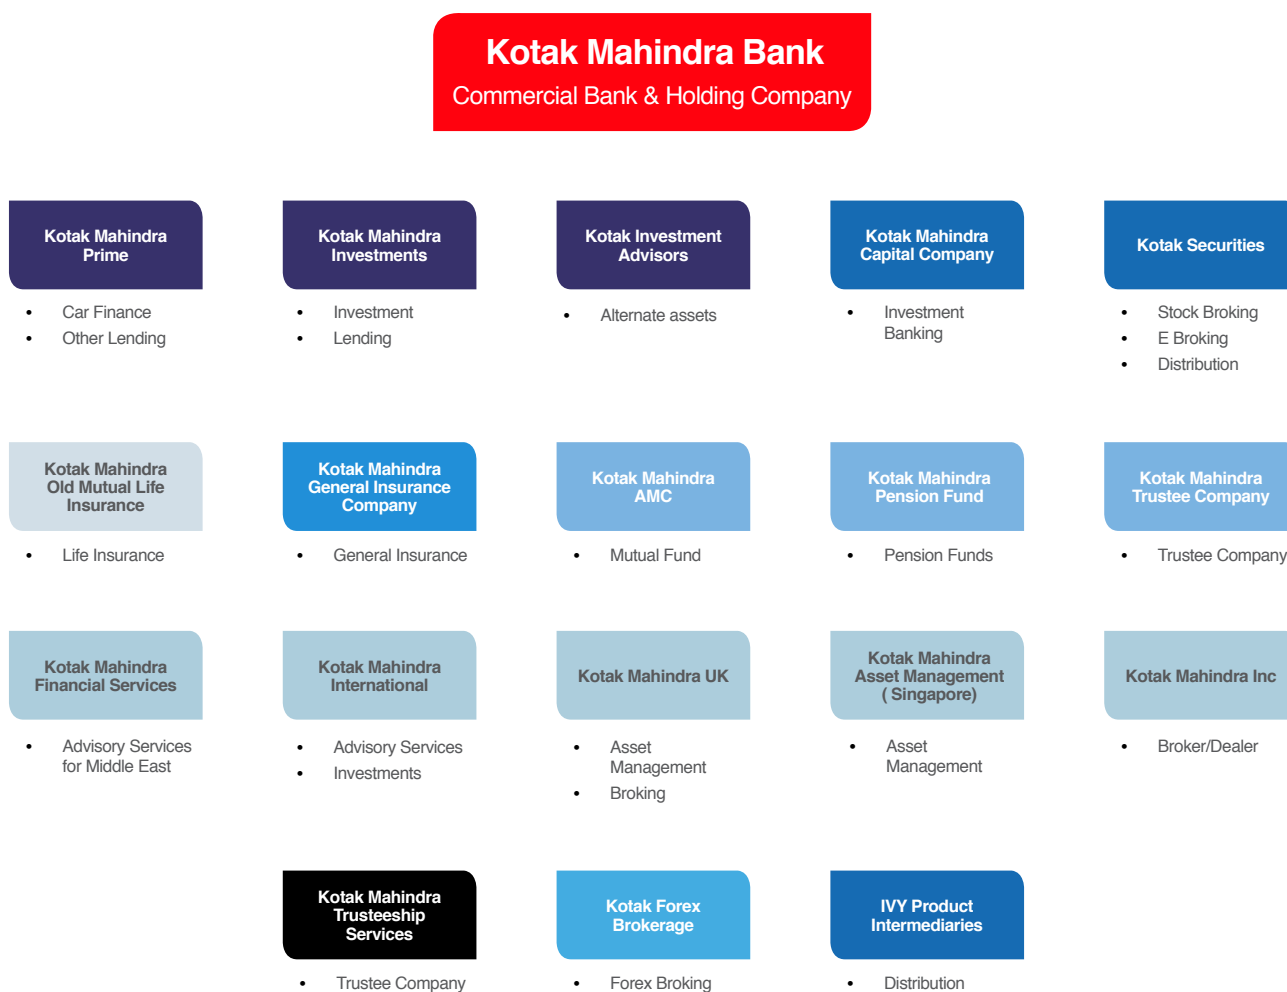 Kotak Mahindra Bank
Commercial Bank & Holding Company
Kotak Mahindra
Prime
• Car Finance
• Other Lending
Kotak Mahindra
Investments
• Investment
• Lending
Kotak Investment
Advisors
• Alternate assets
Kotak Mahindra
Capital Company
• Investment
Banking
Kotak Securities
• Stock Broking
• E Broking
• Distribution
Kotak Mahindra
Old Mutual Life
Insurance
• Life Insurance
Kotak Mahindra
General Insurance
Company
• General Insurance
Kotak Mahindra
AMC
• Mutual Fund
Kotak Mahindra
Pension Fund
• Pension Funds
Kotak Mahindra
Trustee Company
• Trustee Company
Kotak Mahindra
Financial Services
• Advisory Services
for Middle East
Kotak Mahindra
International
• Advisory Services
• Investments
Kotak Mahindra UK
• Asset
Management
• Broking
Kotak Mahindra
Asset Management
( Singapore)
• Asset
Management
Kotak Mahindra Inc
• Broker/Dealer
Kotak Mahindra
Trusteeship
Services
• Trustee Company
Kotak Forex
Brokerage
• Forex Broking
IVY Product
Intermediaries
• Distribution